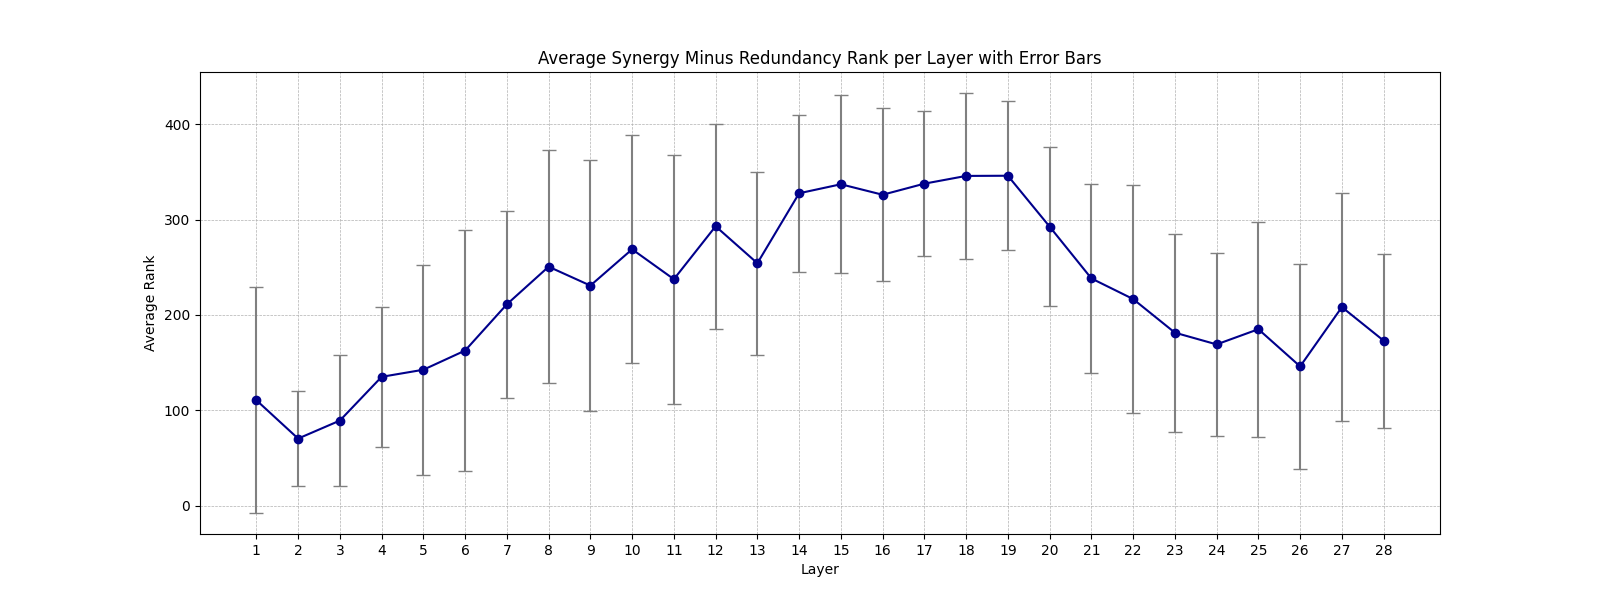 Average Synergy Minus Redundancy Rank per Layer with Error Bars
Average Rank
400
300
200
100
0
1 2 3 4 5 6 7 8 9 10 11 12 13 14 15 16 17 18 19 20 21 22 23 24 25 26 27 28
Layer